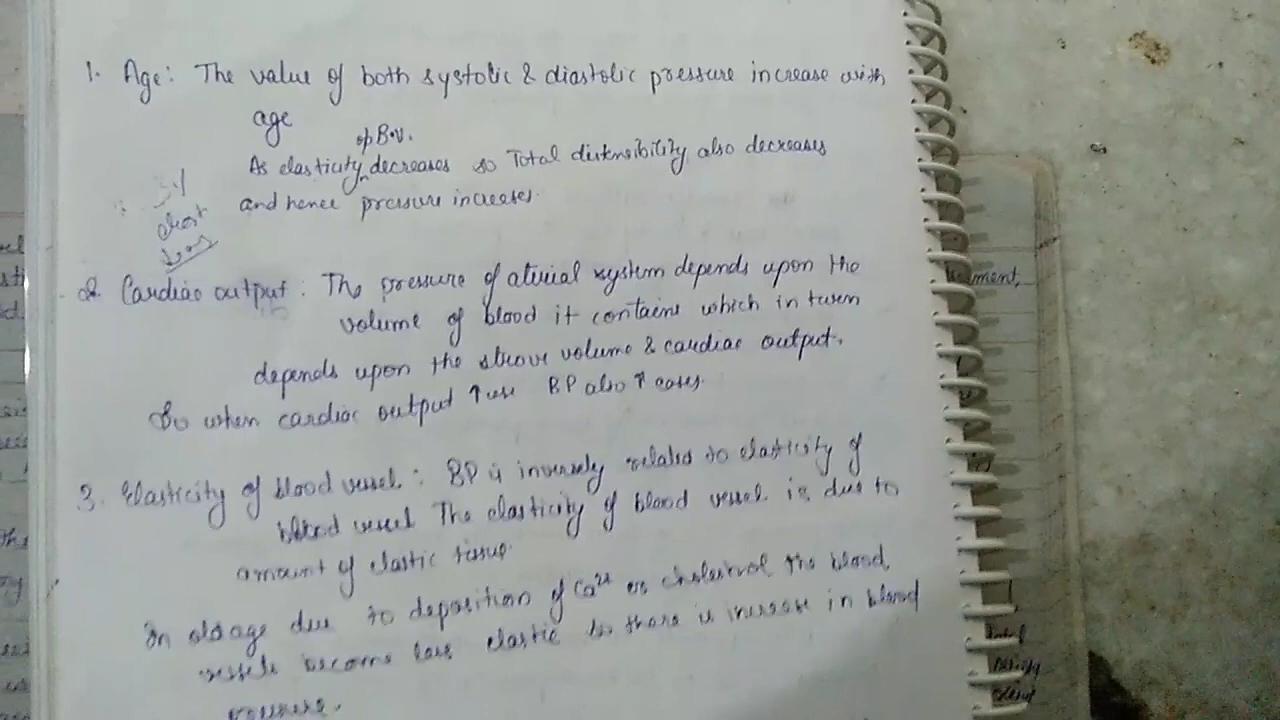 1. Age: The value of both systolic & diastolic pressure increase with
age
of B.V.
As elasticity decreases so Total distensibility also decreases
and hence pressure increases.
2. Cardiac output: The pressure of aterial system depends upon the
volume of blood it contains which in turn
depends upon the strove volume & cardiac output.
So when cardiac output ↑use BP also ↑eases.
3. Elasticity of blood vessel: BP is inversely related to elasticity of
blood vessel The elasticity of blood vessel is due to
amount of elastic tissue
In old age due to deposition of Ca²⁺ or cholestrol the blood
vessels become less elastic so there is increase in blood
pressure.
ment,